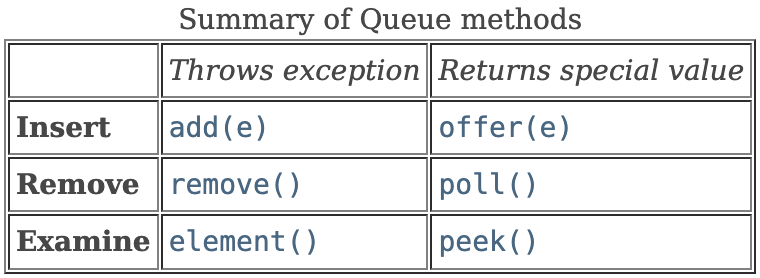 Summary of Queue methods
Throws exception Returns special value
Insert add(e) offer(e)
Remove remove() poll()
Examine element() peek()